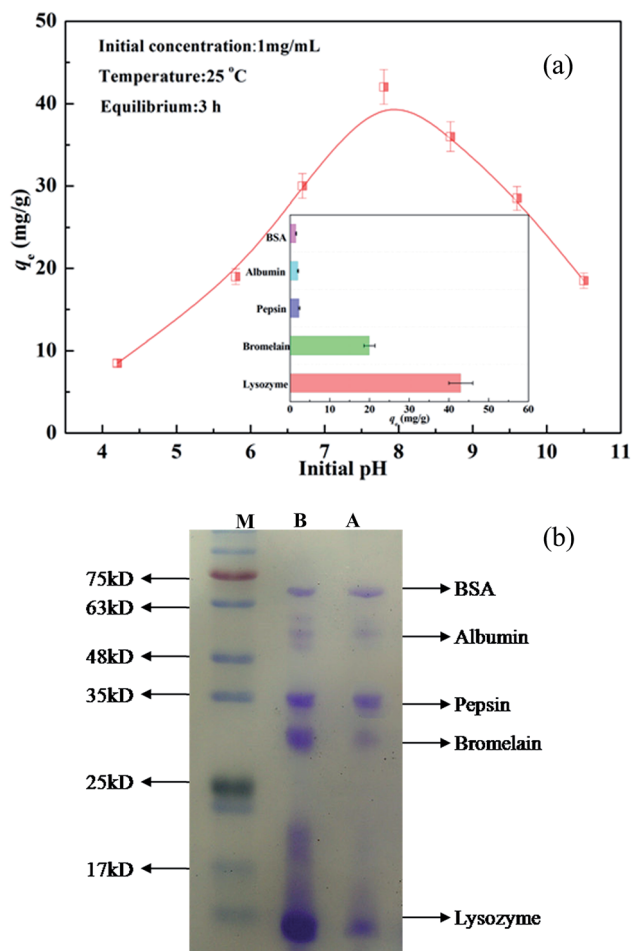 (a)
Initial concentration:1mg/mL
Temperature:25 °C
Equilibrium:3 h
qe (mg/g)
50
40
30
20
10
0
BSA
Albumin
Pepsin
Bromelain
Lysozyme
0 10 20 30 40 50 60
qe (mg/g)
4 5 6 7 8 9 10 11
Initial pH
(b)
M B A
75kD
63kD
48kD
35kD
25kD
17kD
BSA
Albumin
Pepsin
Bromelain
Lysozyme